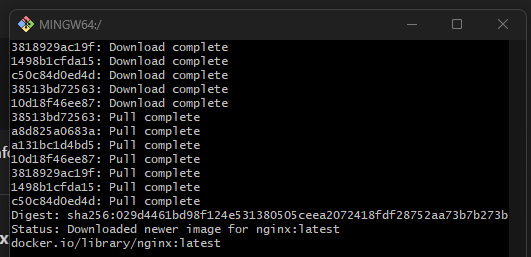 MINGW64:/
3818929ac19f: Download complete
1498b1cfda15: Download complete
c50c84d0ed4d: Download complete
38513bd72563: Download complete
10d18f46ee87: Download complete
38513bd72563: Pull complete
a8d825a0683a: Pull complete
a131bc1d4bd5: Pull complete
10d18f46ee87: Pull complete
3818929ac19f: Pull complete
1498b1cfda15: Pull complete
c50c84d0ed4d: Pull complete
Digest: sha256:029d4461bd98f124e531380505ceea2072418fdf28752aa73b7b273b
Status: Downloaded newer image for nginx:latest
docker.io/library/nginx:latest